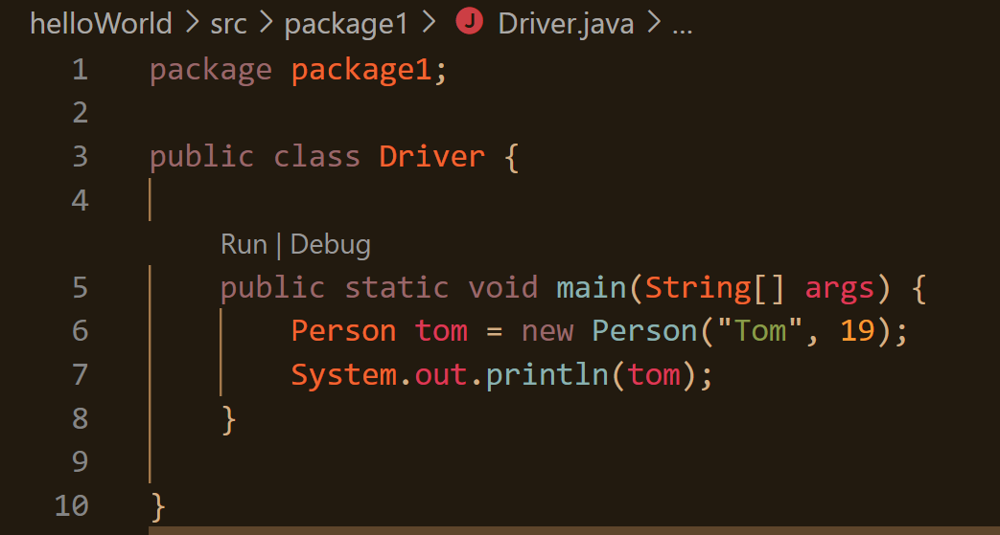 helloWorld > src > package1 > J Driver.java > ...
1 package package1;
2
3 public class Driver {
4
Run | Debug
5 public static void main(String[] args) {
6 Person tom = new Person("Tom", 19);
7 System.out.println(tom);
8 }
9
10 }